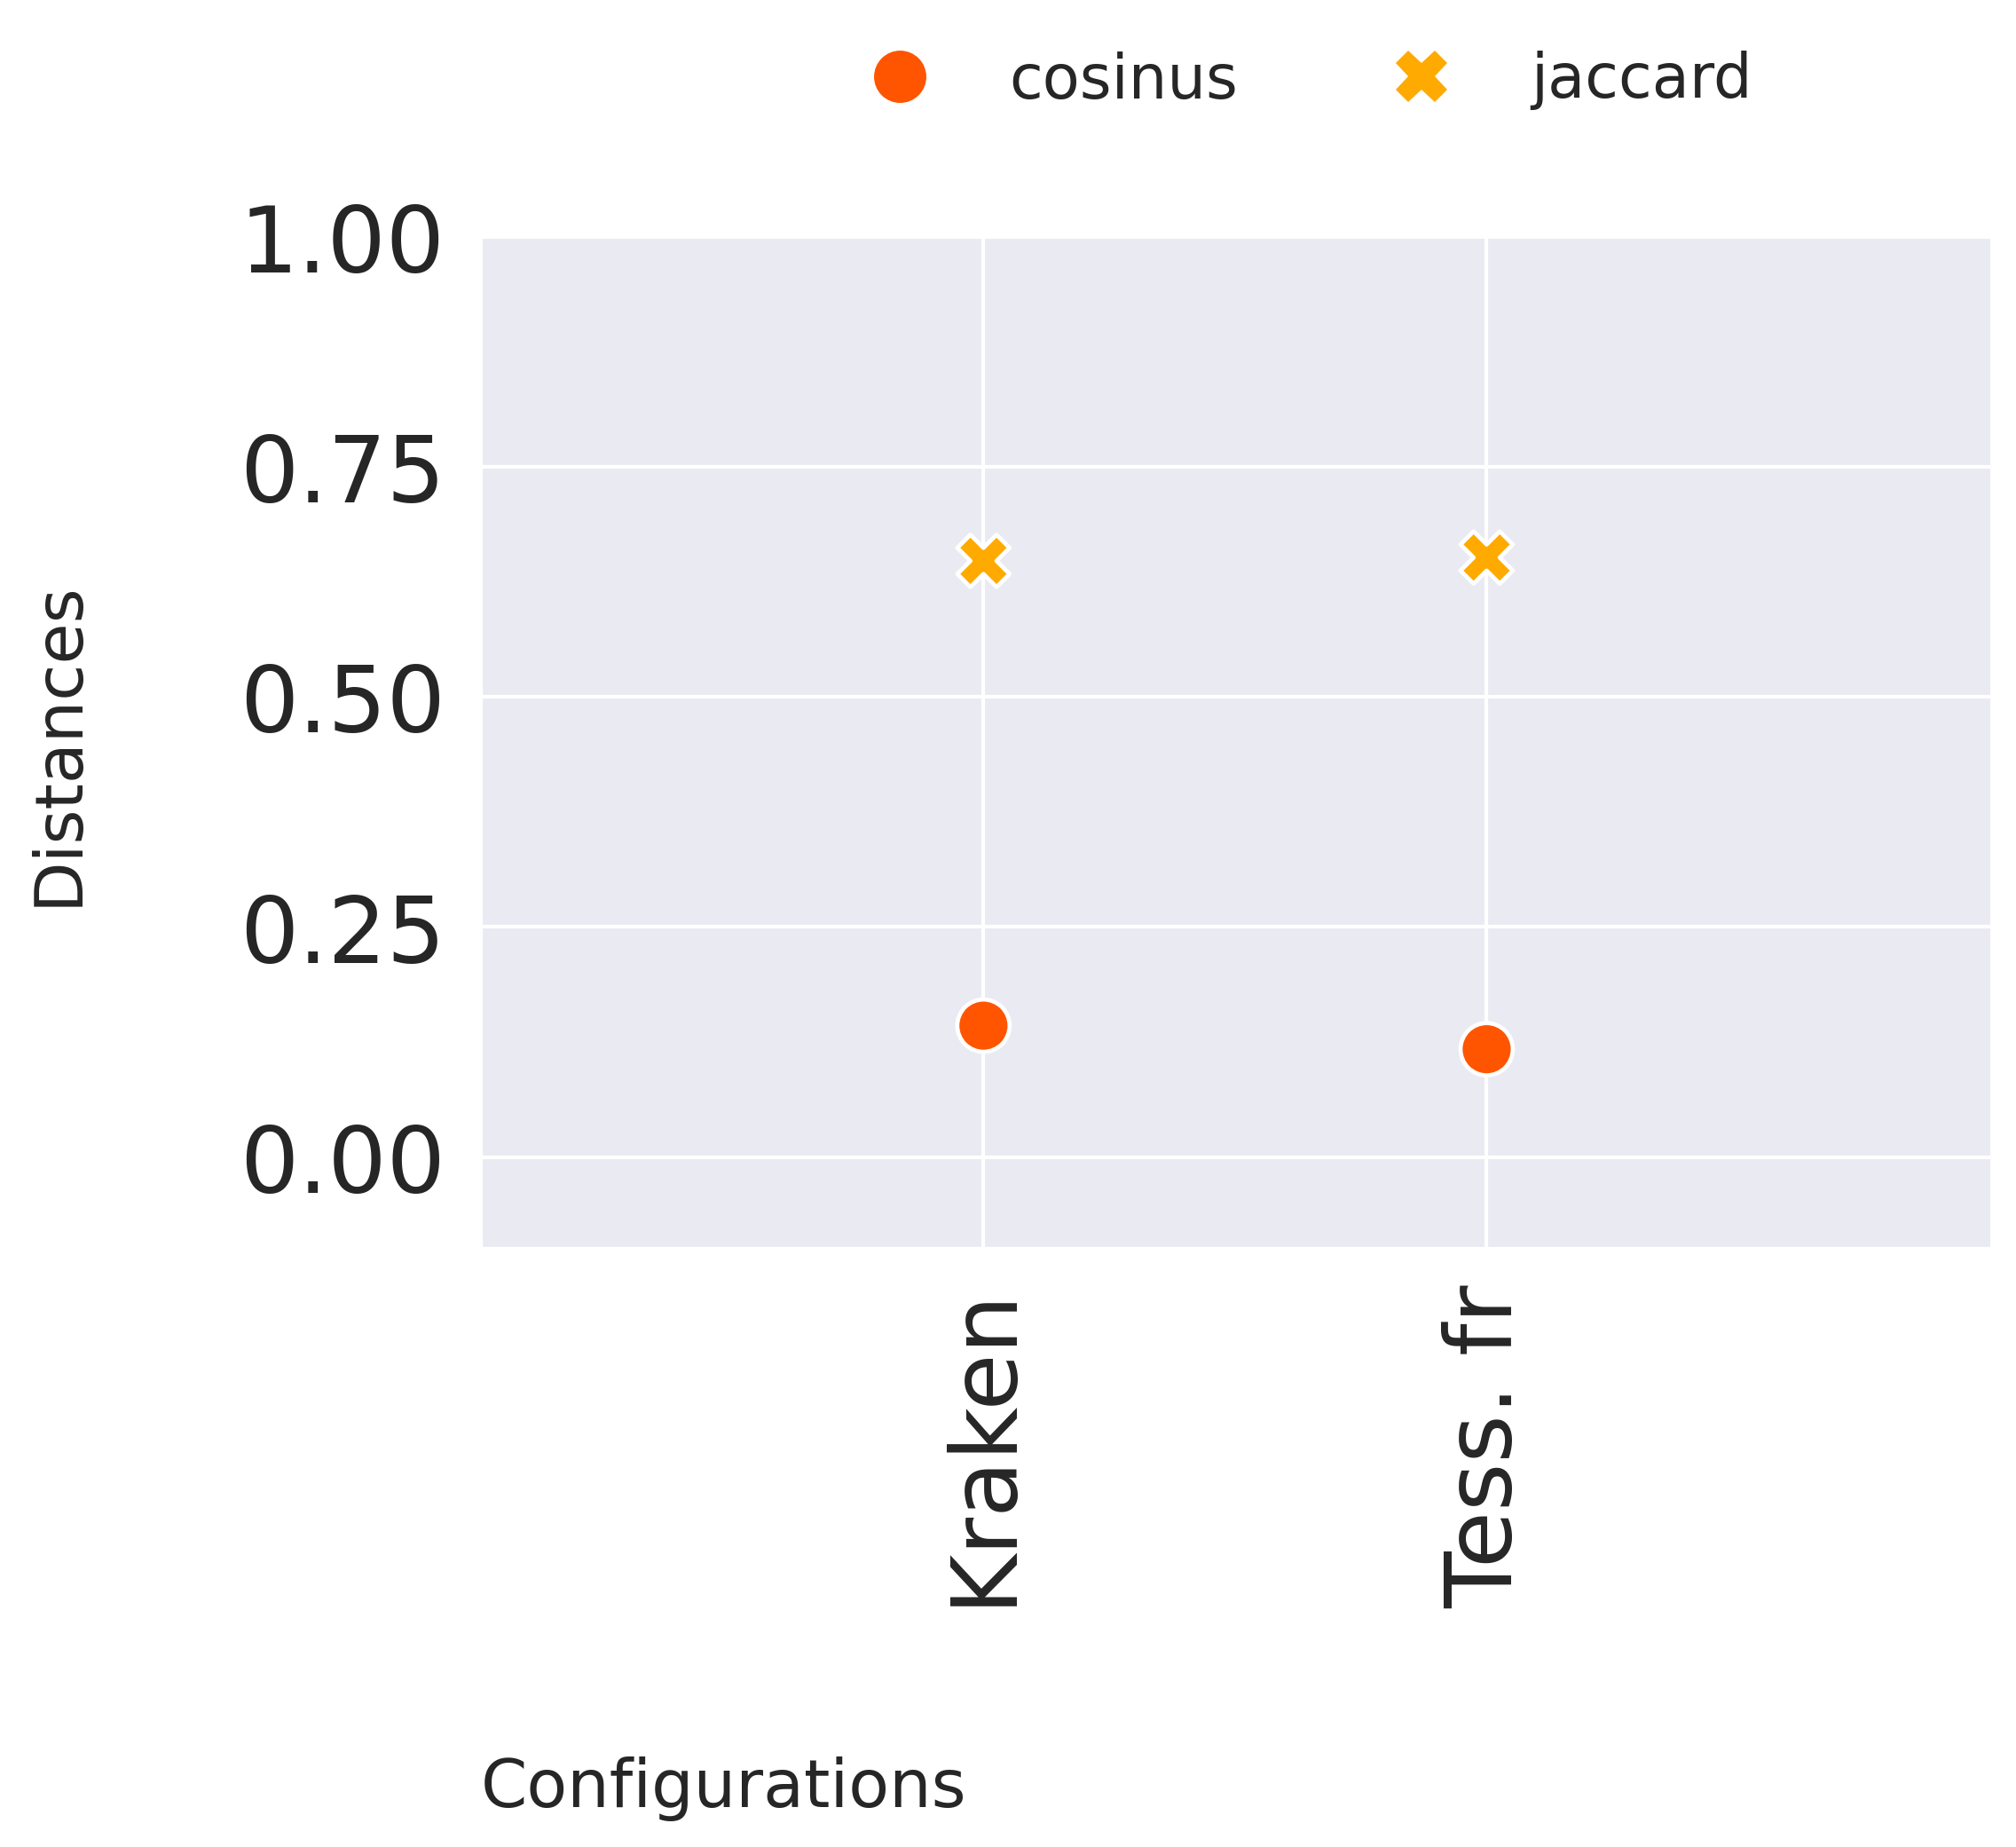 cosinus jaccard
1.00
0.75
0.50
0.25
0.00
Distances
Kraken
Tess. fr
Configurations